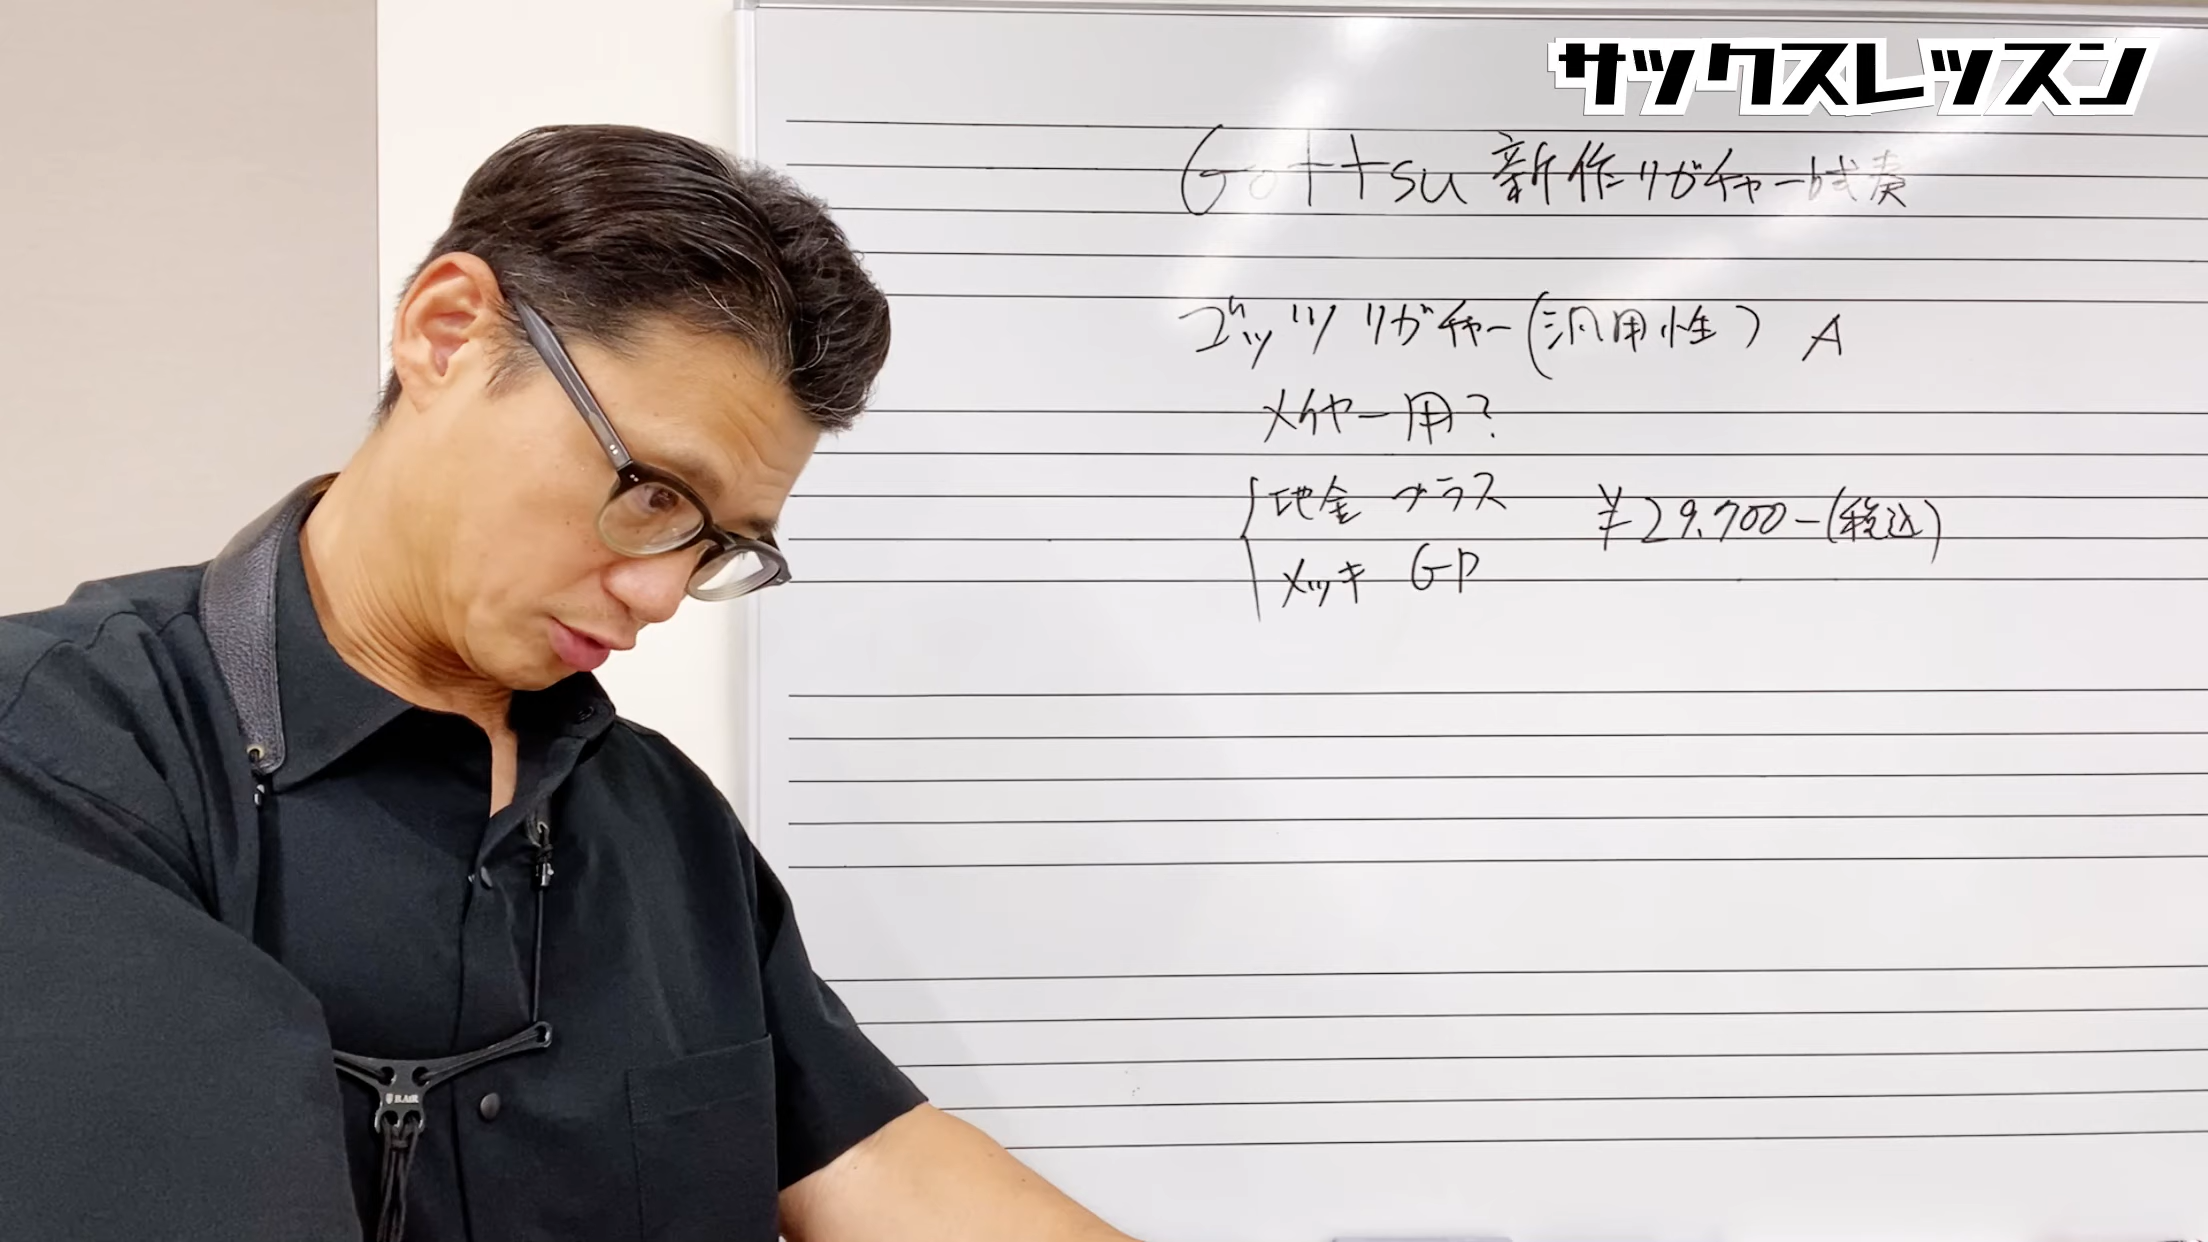 サックスレッスン
Gottsu 新作リガチャー試奏
ゴッツリガチャー(汎用性) A
メイヤー用?
地金 ブラス ¥29.700-(税込)
メッキ GP
B.AIR